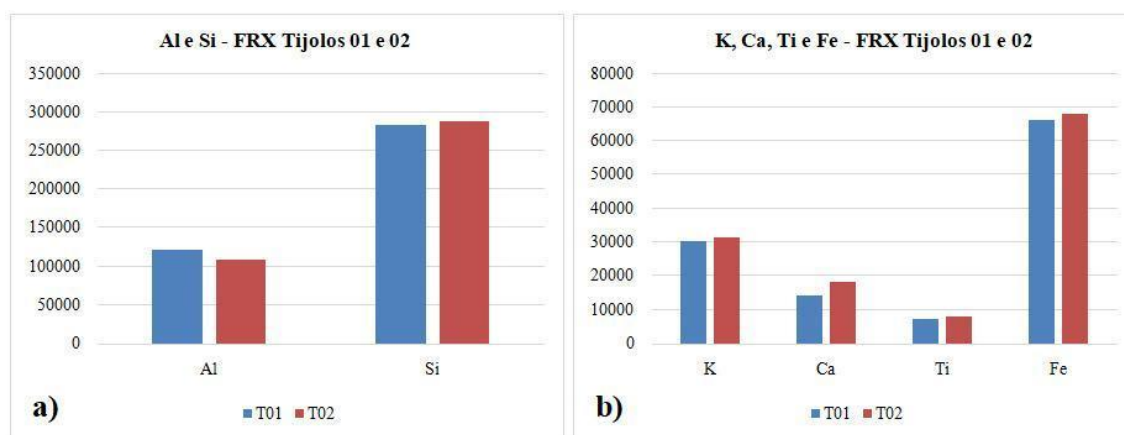 Al e Si - FRX Tijolos 01 e 02
350000
300000
250000
200000
150000
100000
50000
0
Al Si
a)
T01 T02
K, Ca, Ti e Fe - FRX Tijolos 01 e 02
80000
70000
60000
50000
40000
30000
20000
10000
0
K Ca Ti Fe
b)
T01 T02